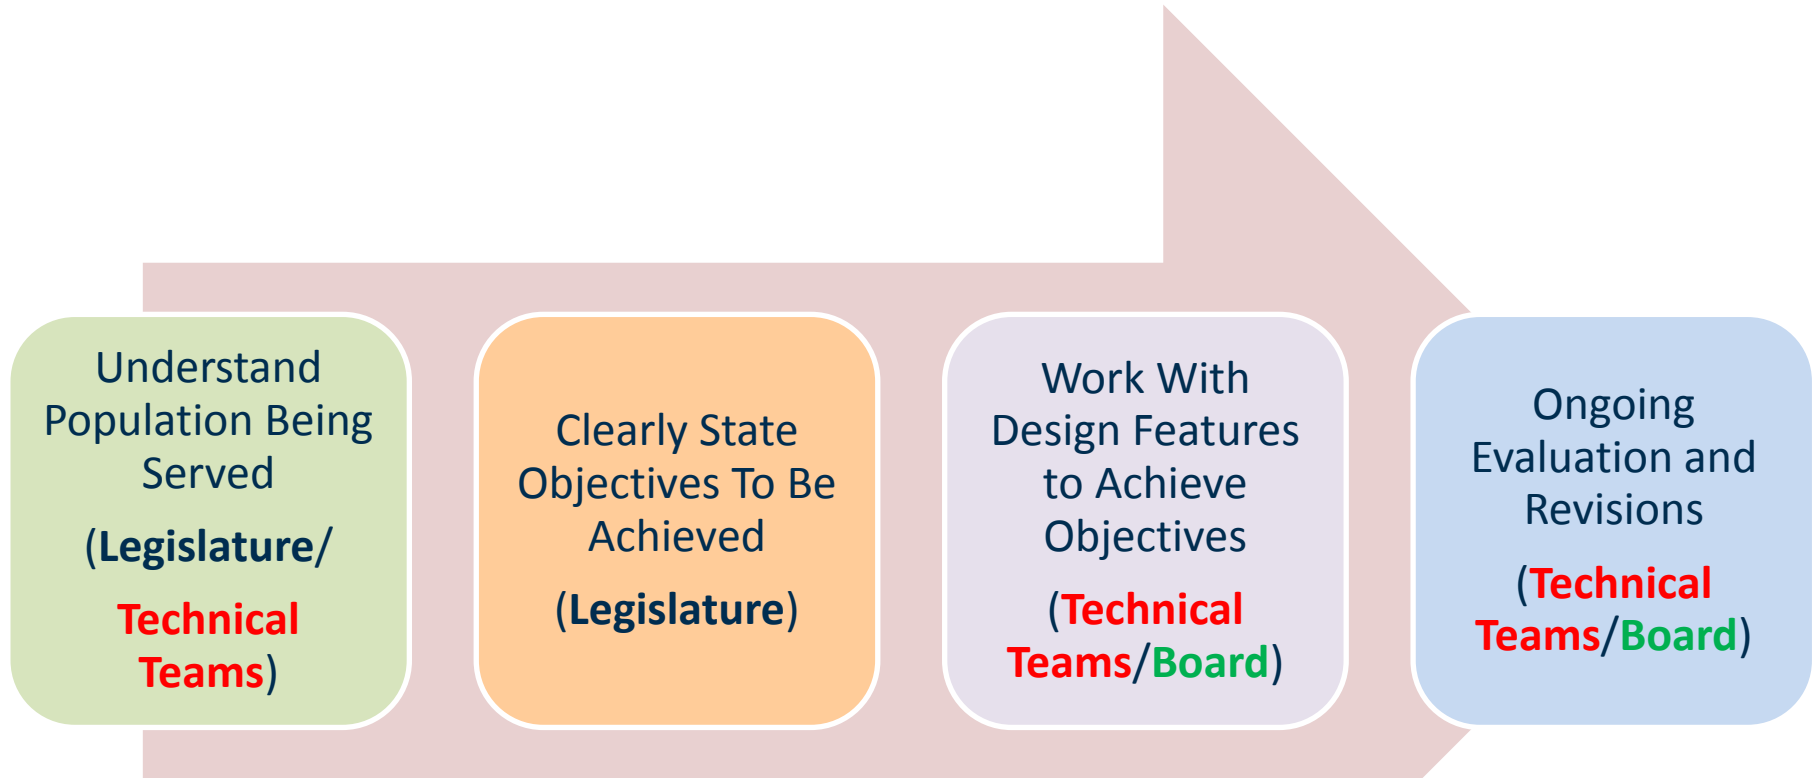 Understand
Population Being
Served
(Legislature/
Technical
Teams)
Clearly State
Objectives To Be
Achieved
(Legislature)
Work With
Design Features
to Achieve
Objectives
(Technical
Teams/Board)
Ongoing
Evaluation and
Revisions
(Technical
Teams/Board)